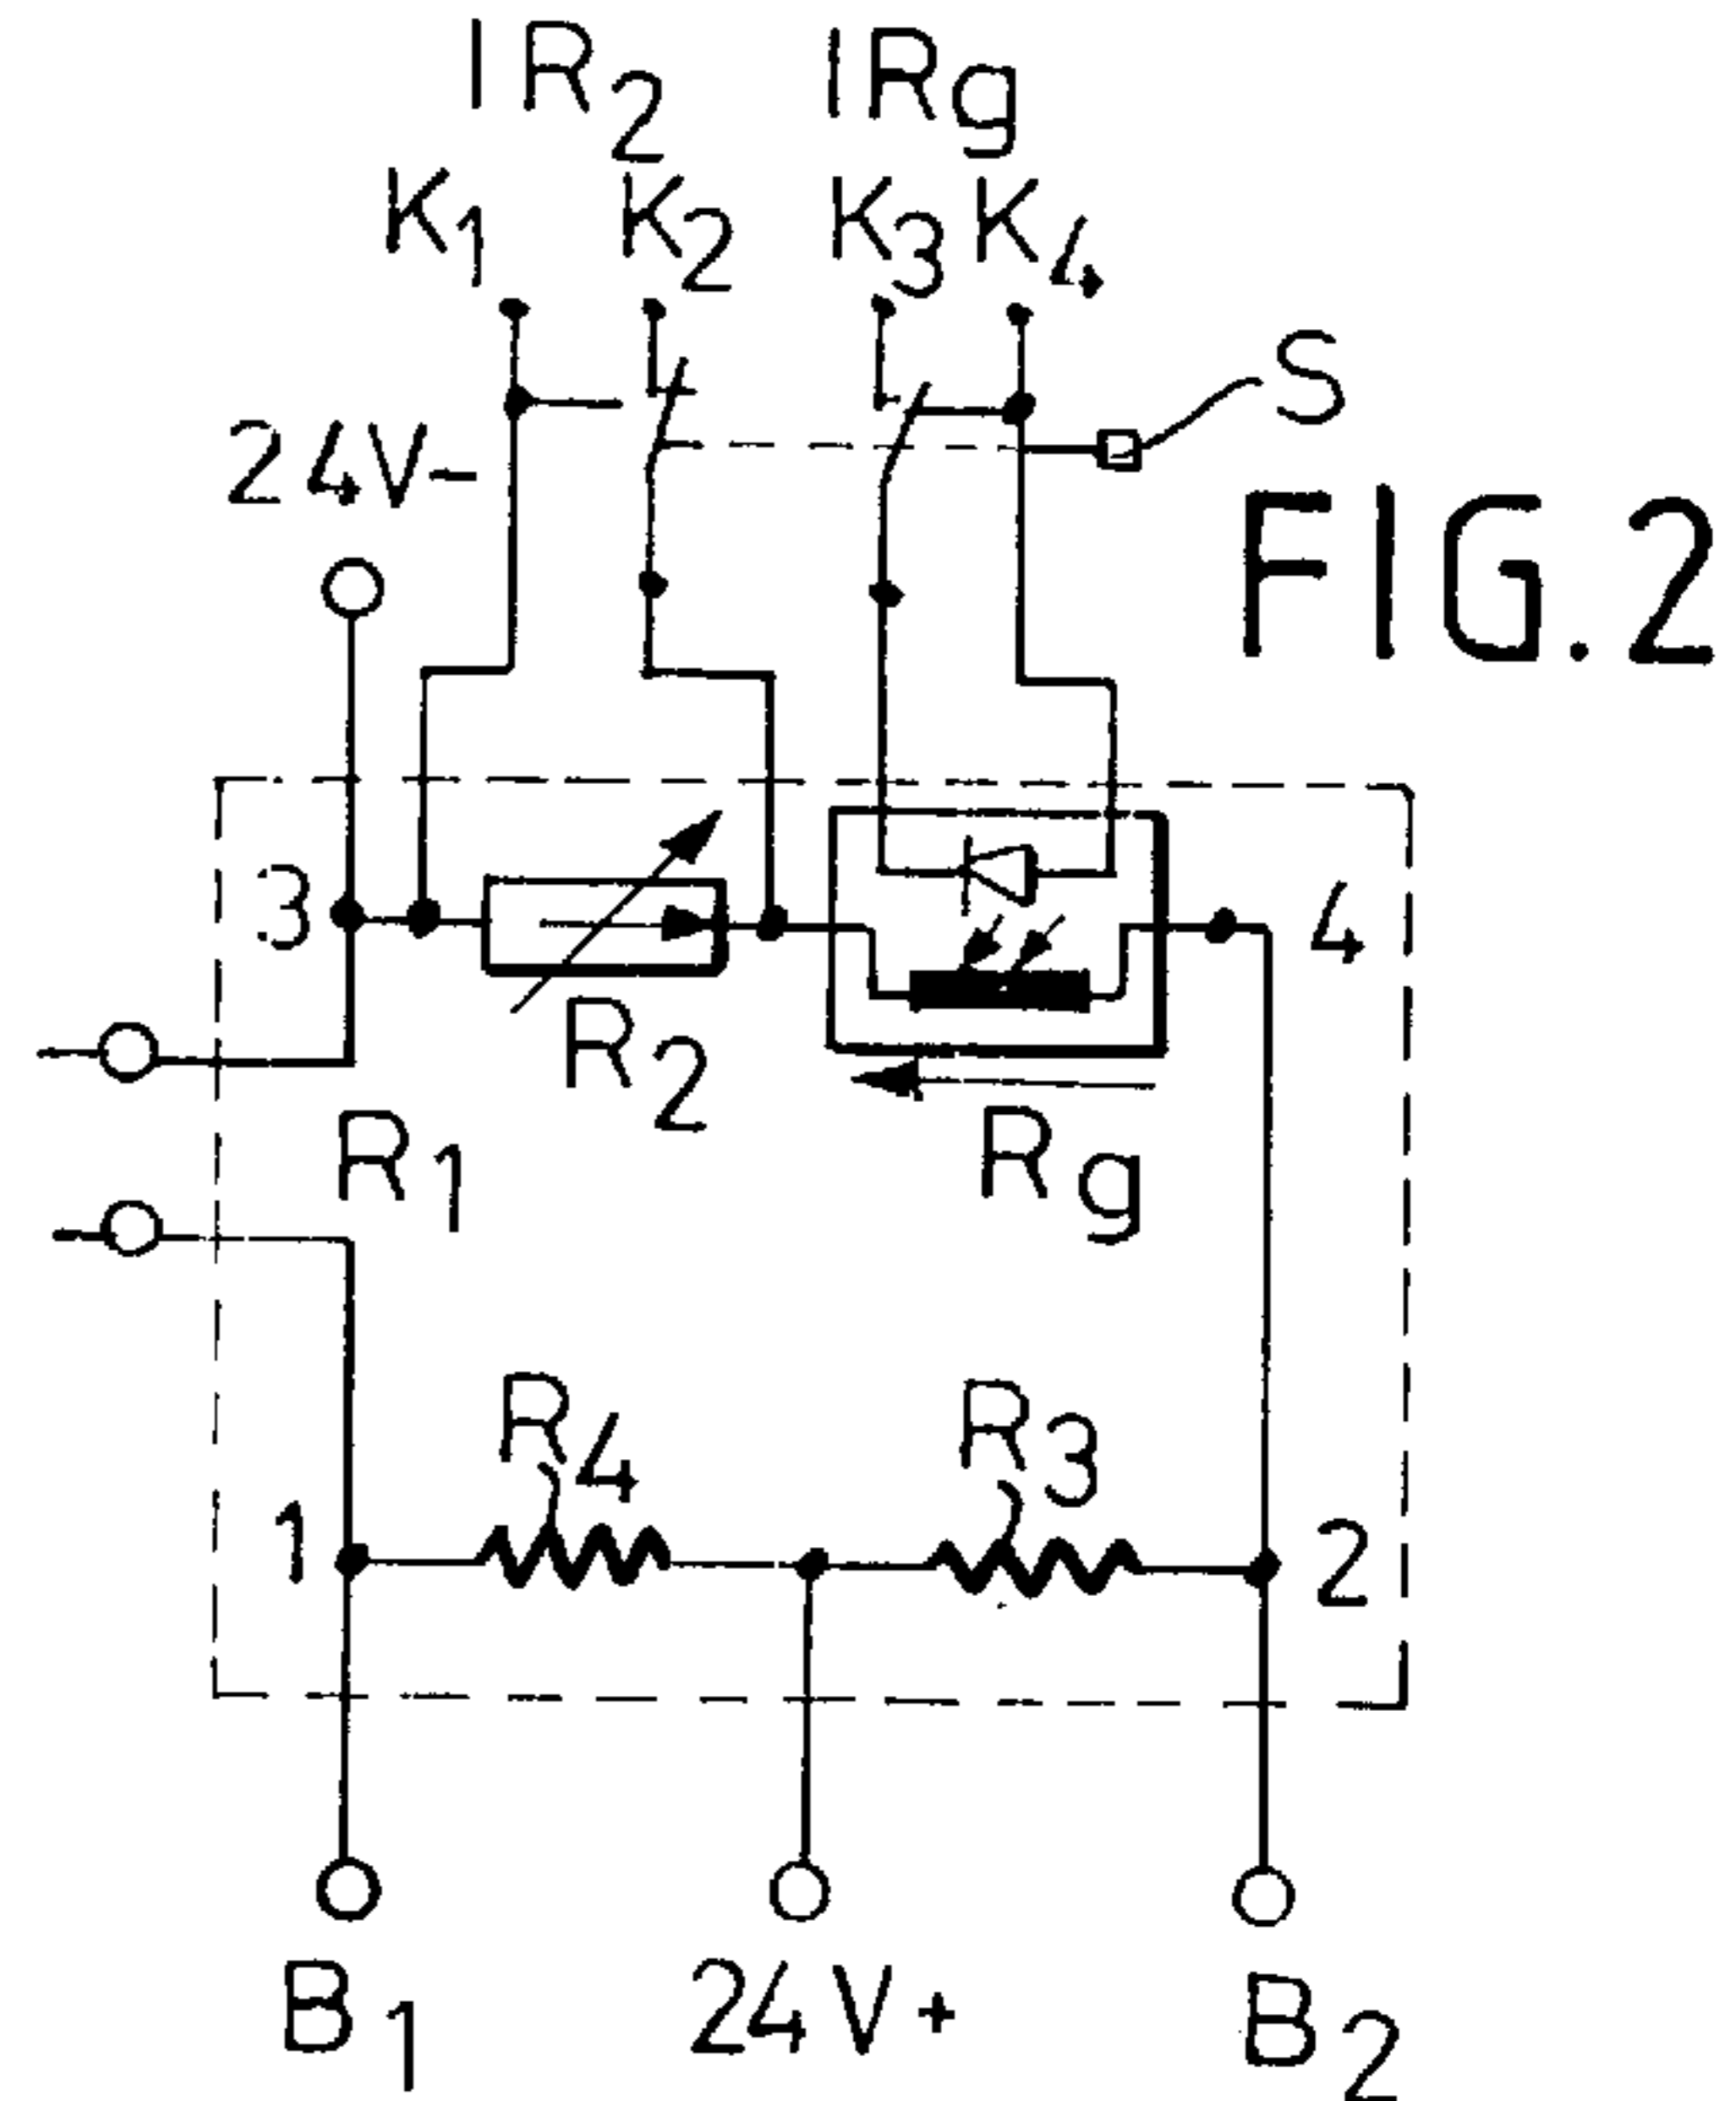 IR2 IRg
K1 K2 K3 K4
S
24V-
FIG.2
3
4
R2
R1
Rg
R4 R3
1
2
B1 24V+ B2